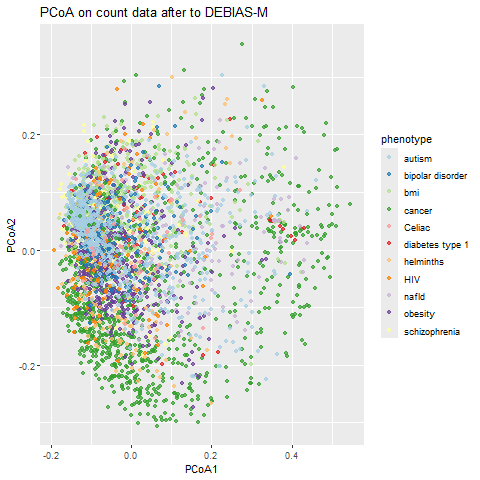 PCoA on count data after to DEBIAS-M
phenotype
autism
bipolar disorder
bmi
cancer
Celiac
diabetes type 1
helminths
HIV
nafld
obesity
schizophrenia
PCoA2
0.2
0.0
-0.2
-0.2
0.0
0.2
0.4
PCoA1